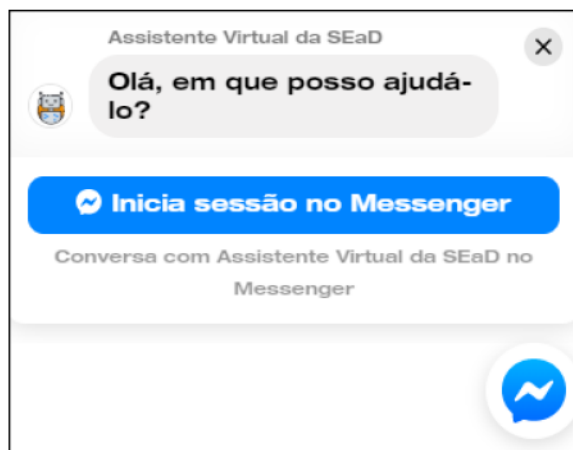 Assistente Virtual da SEaD
Olá, em que posso ajudá-
lo?
Inicia sessão no Messenger
Conversa com Assistente Virtual da SEaD no
Messenger